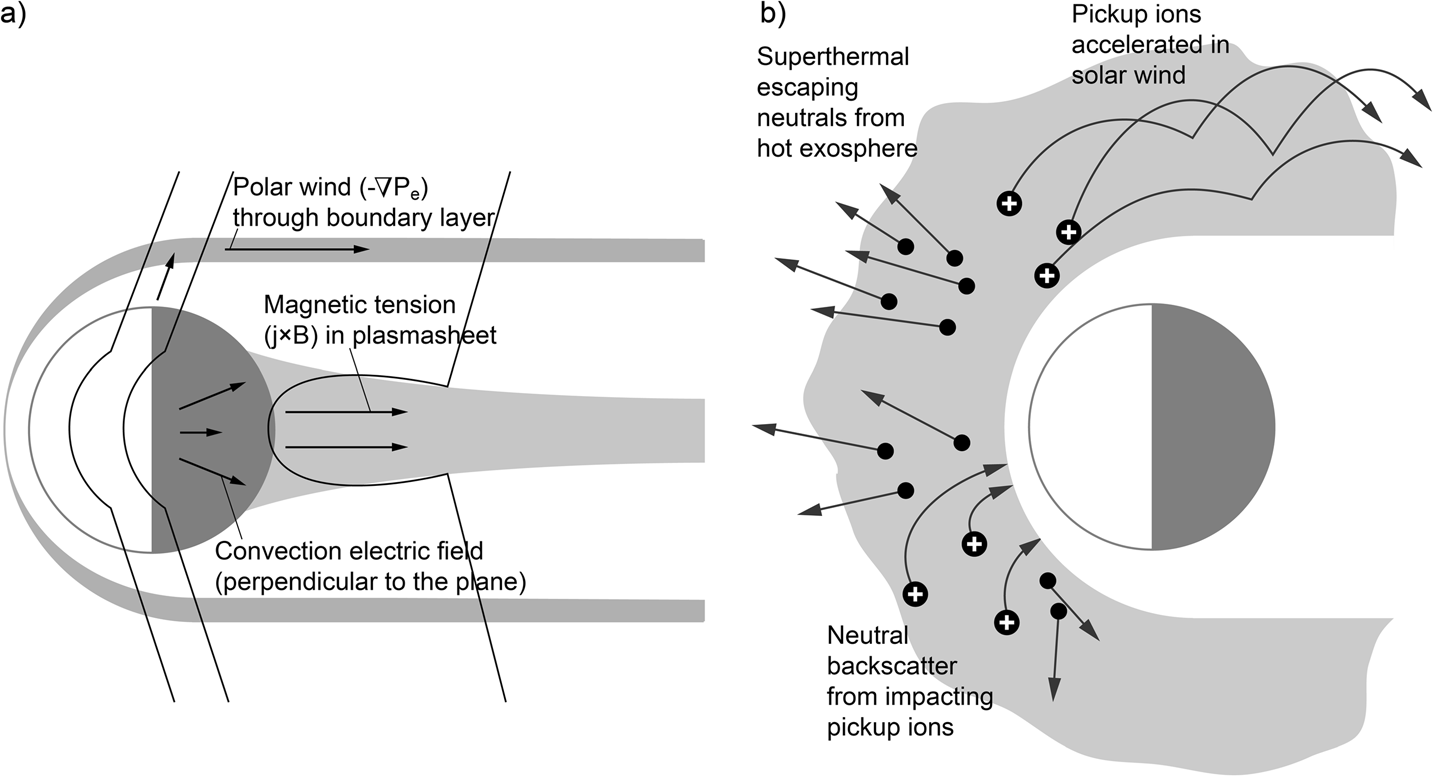 a)
Polar wind (-∇Pₑ)
through boundary layer
Magnetic tension
(j×B) in plasmasheet
Convection electric field
(perpendicular to the plane)
b)
Pickup ions
accelerated in
solar wind
Superthermal
escaping
neutrals from
hot exosphere
Neutral
backscatter
from impacting
pickup ions